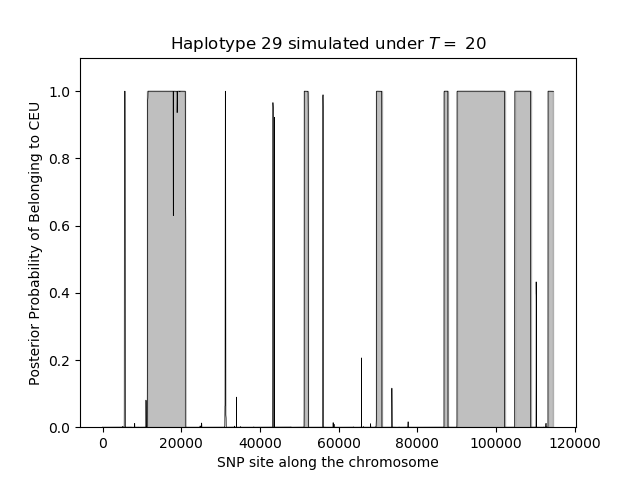 Haplotype 29 simulated under T = 20
Posterior Probability of Belonging to CEU
1.0
0.8
0.6
0.4
0.2
0.0
0 20000 40000 60000 80000 100000 120000
SNP site along the chromosome